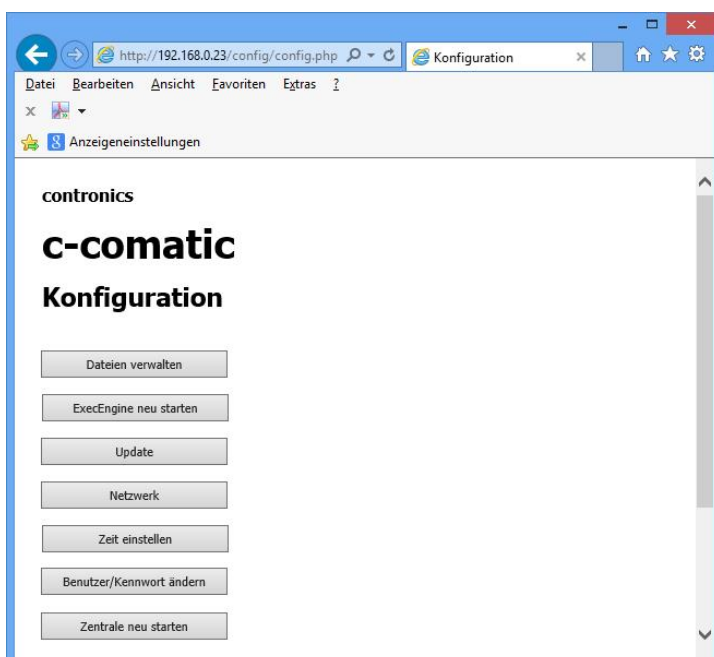 http://192.168.0.23/config/config.php
Konfiguration
Datei Bearbeiten Ansicht Favoriten Extras ?
Anzeigeneinstellungen
contronics
c-comatic
Konfiguration
Dateien verwalten
ExecEngine neu starten
Update
Netzwerk
Zeit einstellen
Benutzer/Kennwort ändern
Zentrale neu starten